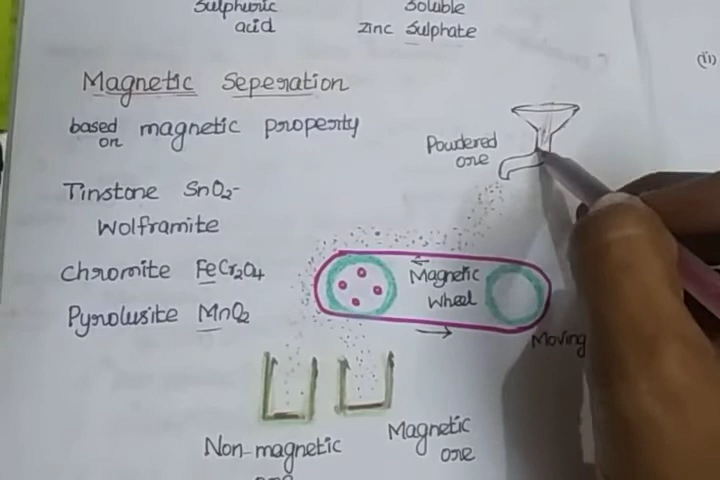 Sulphuric
acid
Soluble
zinc Sulphate
(ii)
Magnetic Seperation
based on magnetic property
Powdered
ore
Tinstone SnO2-
Wolframite
Chromite FeCr2O4
Pyrolusite MnO2
Magnetic
Wheel
Moving
Non-magnetic
Magnetic
ore